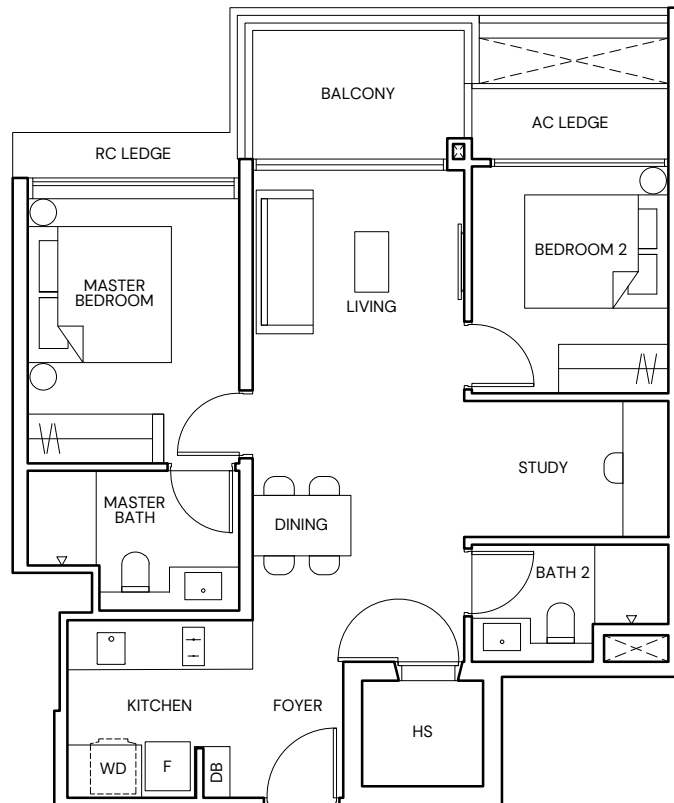 BALCONY
AC LEDGE
RC LEDGE
BEDROOM 2
MASTER
BEDROOM
LIVING
STUDY
MASTER
BATH
DINING
BATH 2
KITCHEN
FOYER
HS
WD
F
DB